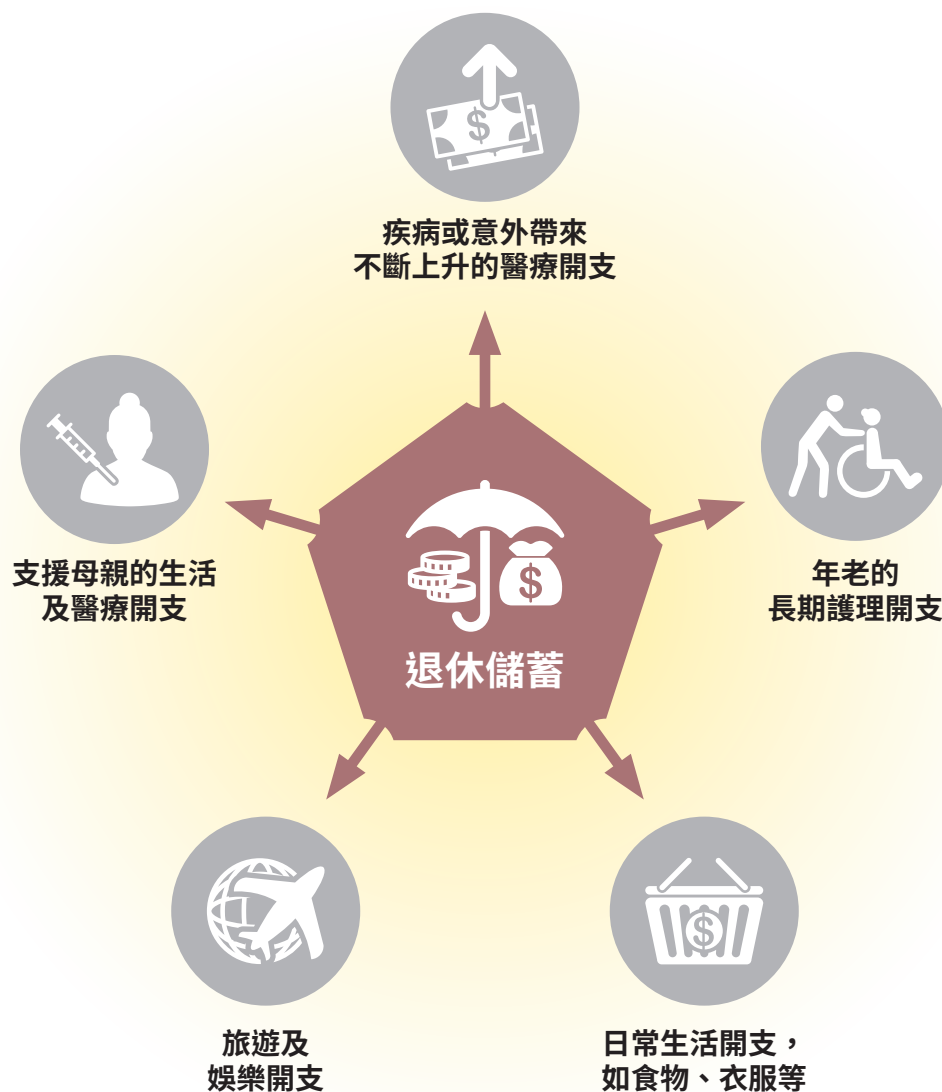 疾病或意外帶來
不斷上升的醫療開支
支援母親的生活
及醫療開支
年老的
長期護理開支
退休儲蓄
旅遊及
娛樂開支
日常生活開支，
如食物、衣服等
$
$
$